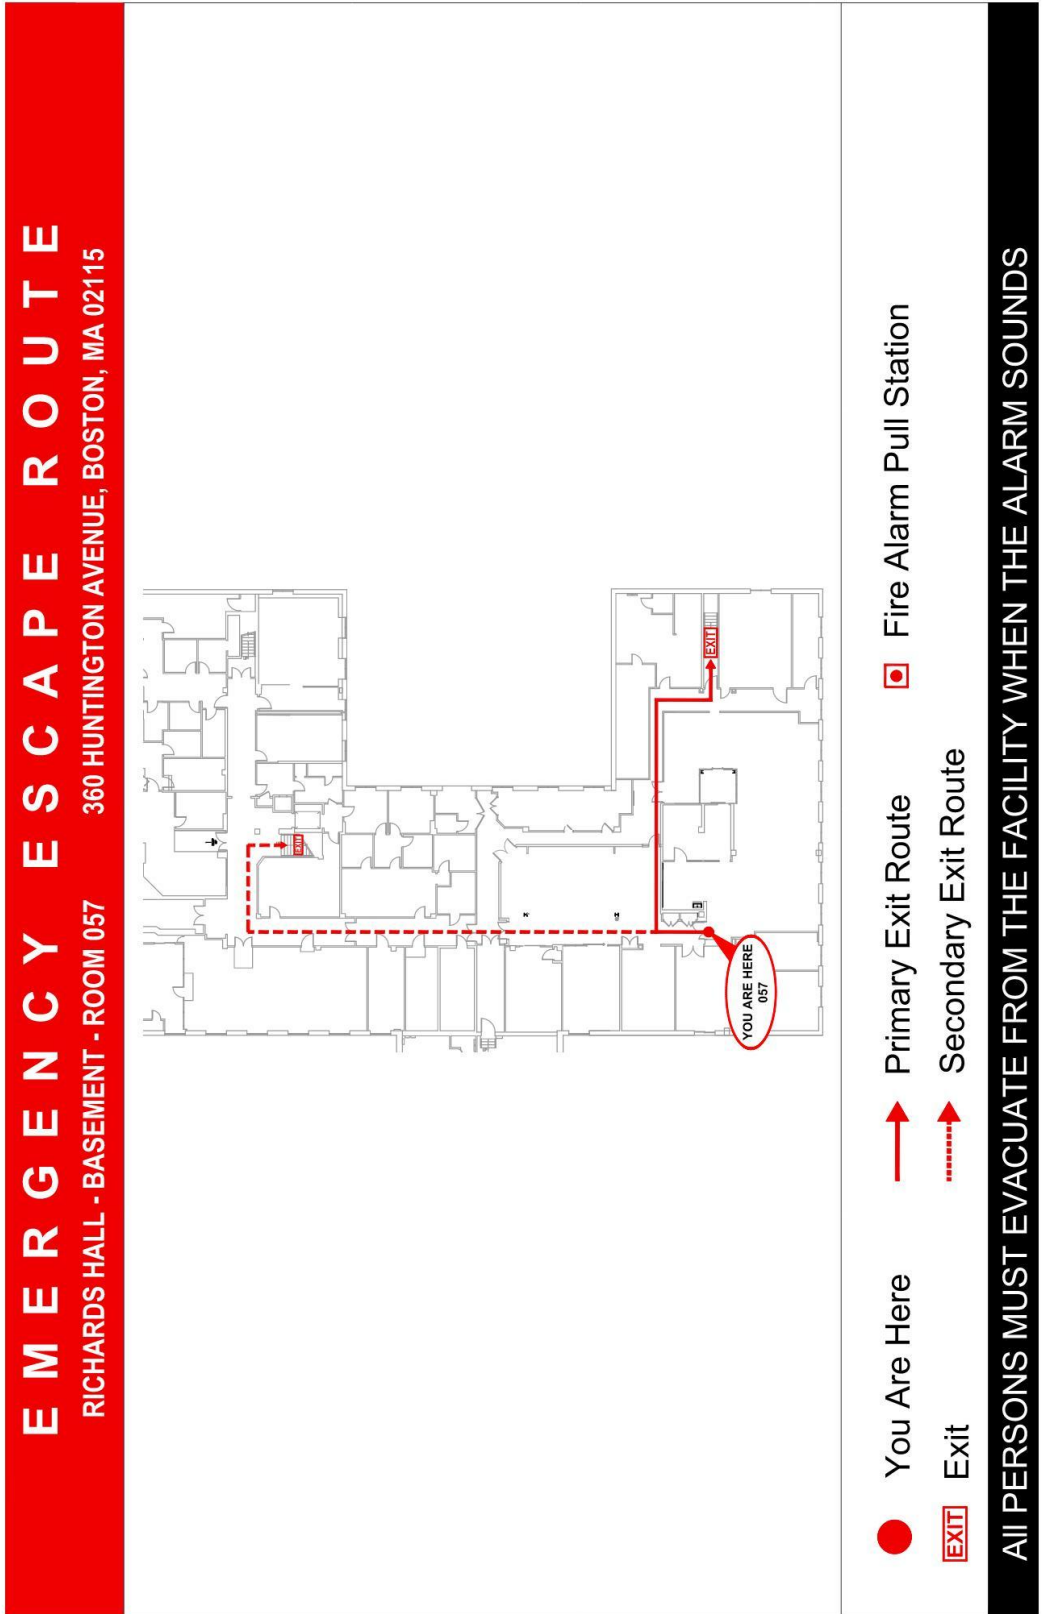 EMERGENCY ESCAPE ROUTE
RICHARDS HALL - BASEMENT - ROOM 057 360 HUNTINGTON AVENUE, BOSTON, MA 02115
EXIT
EXIT
YOU ARE HERE
057
You Are Here
Primary Exit Route
Fire Alarm Pull Station
EXIT Exit
Secondary Exit Route
All PERSONS MUST EVACUATE FROM THE FACILITY WHEN THE ALARM SOUNDS